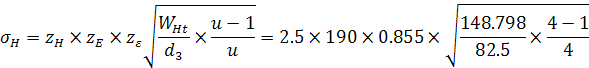 σ_H = z_H × z_E × z_ε √(W_Ht / d_3 × (u − 1) / u) = 2.5 × 190 × 0.855 × √(148.798 / 82.5 × (4 − 1) / 4)